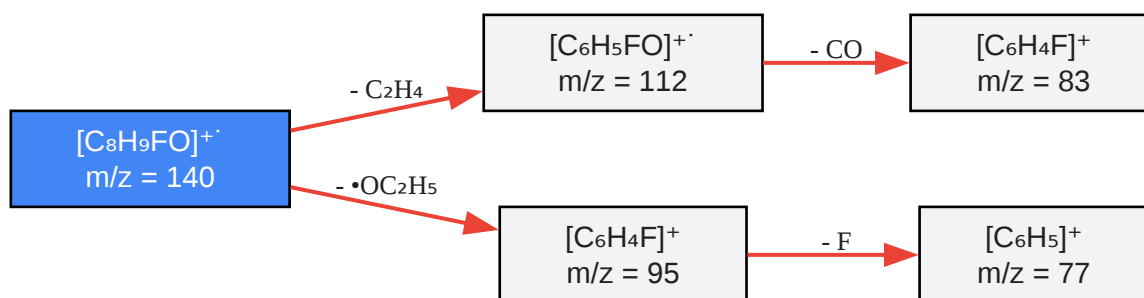 [C₆H₅FO]⁺˙
m/z = 112
- CO
[C₆H₄F]⁺
m/z = 83
- C₂H₄
[C₈H₉FO]⁺˙
m/z = 140
- •OC₂H₅
[C₆H₄F]⁺
m/z = 95
- F
[C₆H₅]⁺
m/z = 77